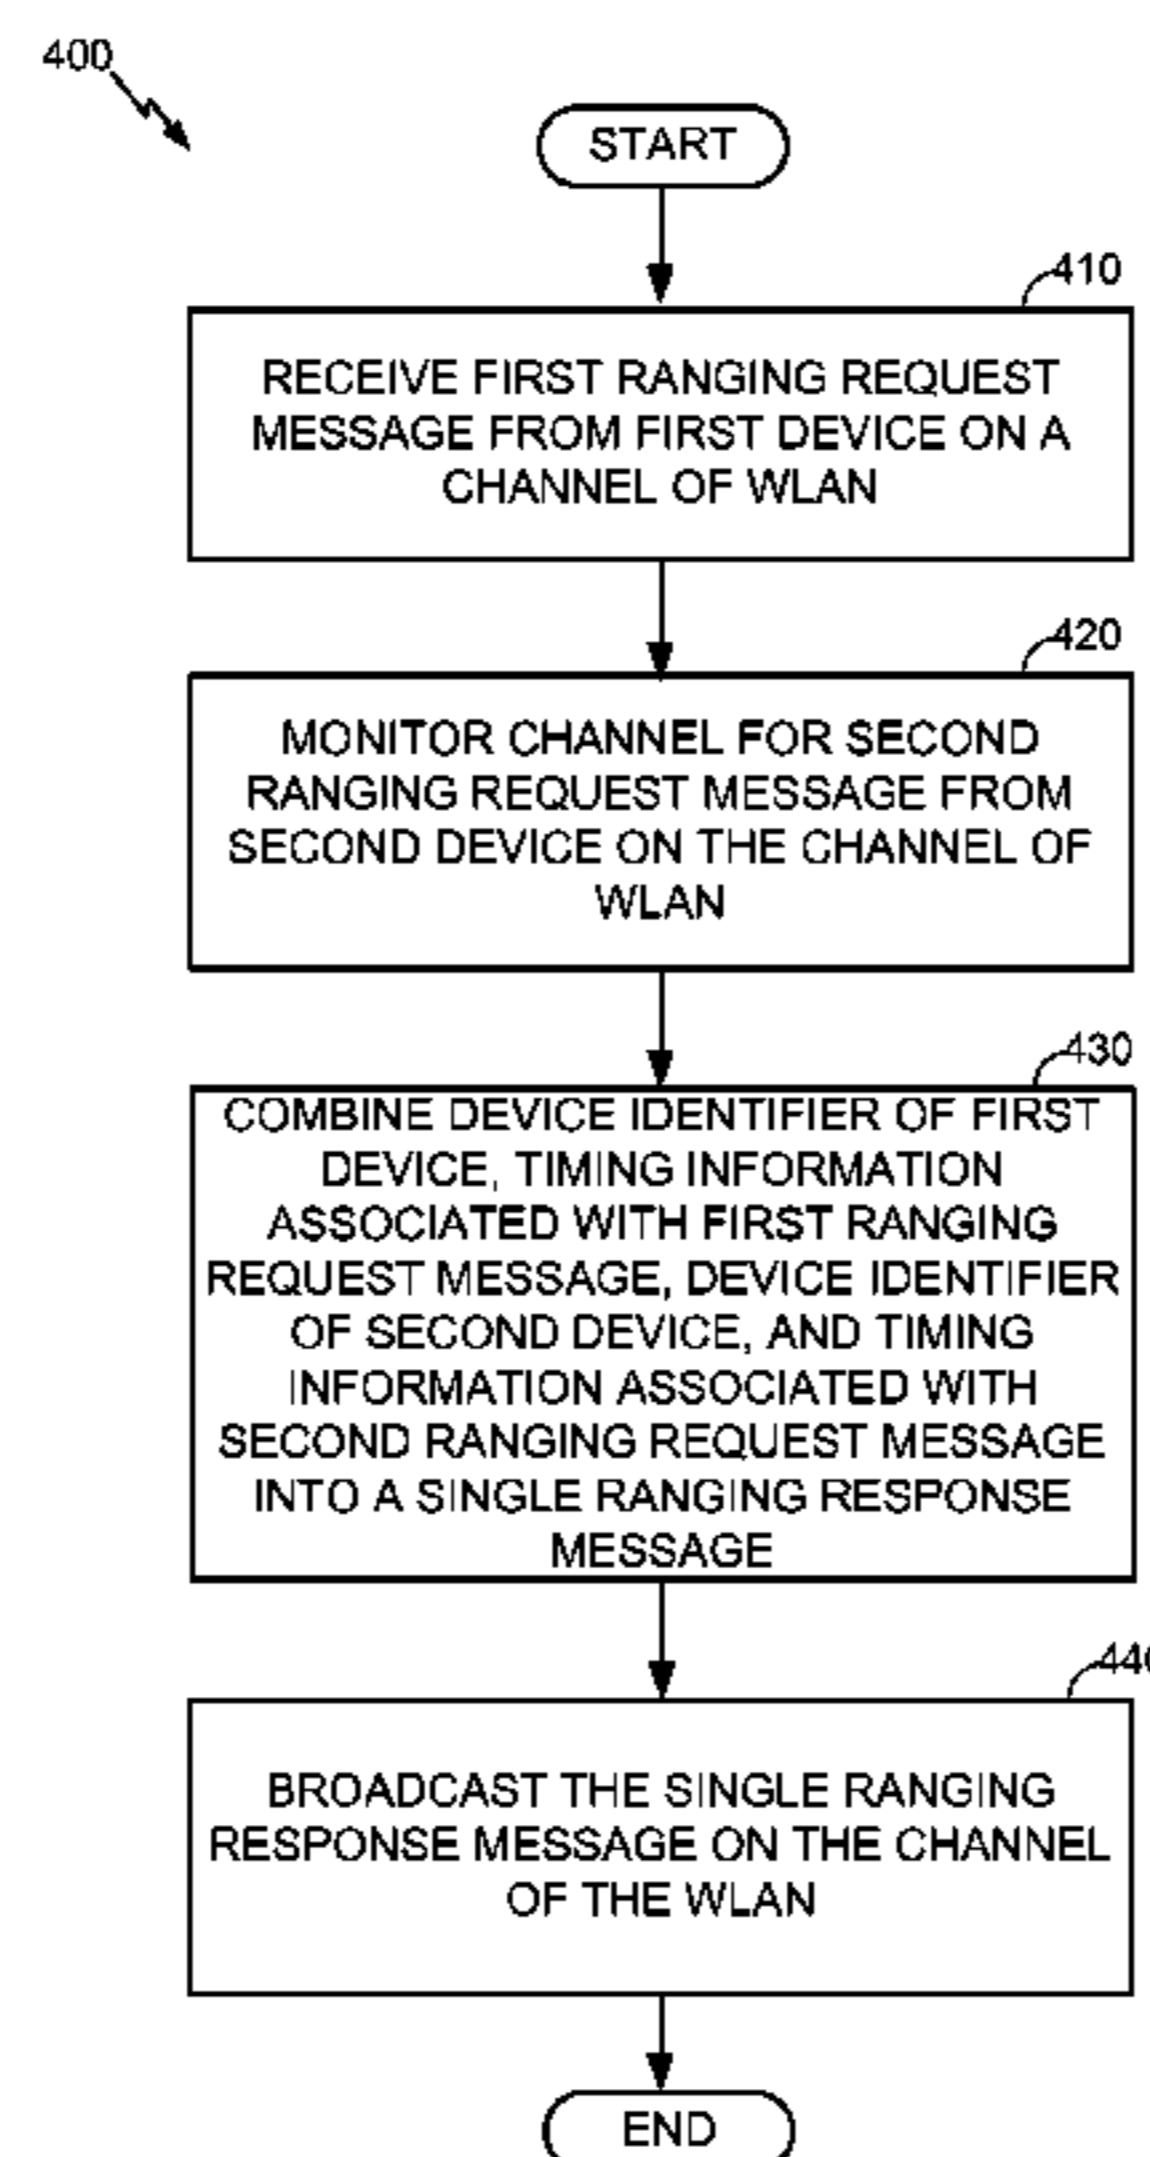 400
START
410
RECEIVE FIRST RANGING REQUEST
MESSAGE FROM FIRST DEVICE ON A
CHANNEL OF WLAN
420
MONITOR CHANNEL FOR SECOND
RANGING REQUEST MESSAGE FROM
SECOND DEVICE ON THE CHANNEL OF
WLAN
430
COMBINE DEVICE IDENTIFIER OF FIRST
DEVICE, TIMING INFORMATION
ASSOCIATED WITH FIRST RANGING
REQUEST MESSAGE, DEVICE IDENTIFIER
OF SECOND DEVICE, AND TIMING
INFORMATION ASSOCIATED WITH
SECOND RANGING REQUEST MESSAGE
INTO A SINGLE RANGING RESPONSE
MESSAGE
440
BROADCAST THE SINGLE RANGING
RESPONSE MESSAGE ON THE CHANNEL
OF THE WLAN
END